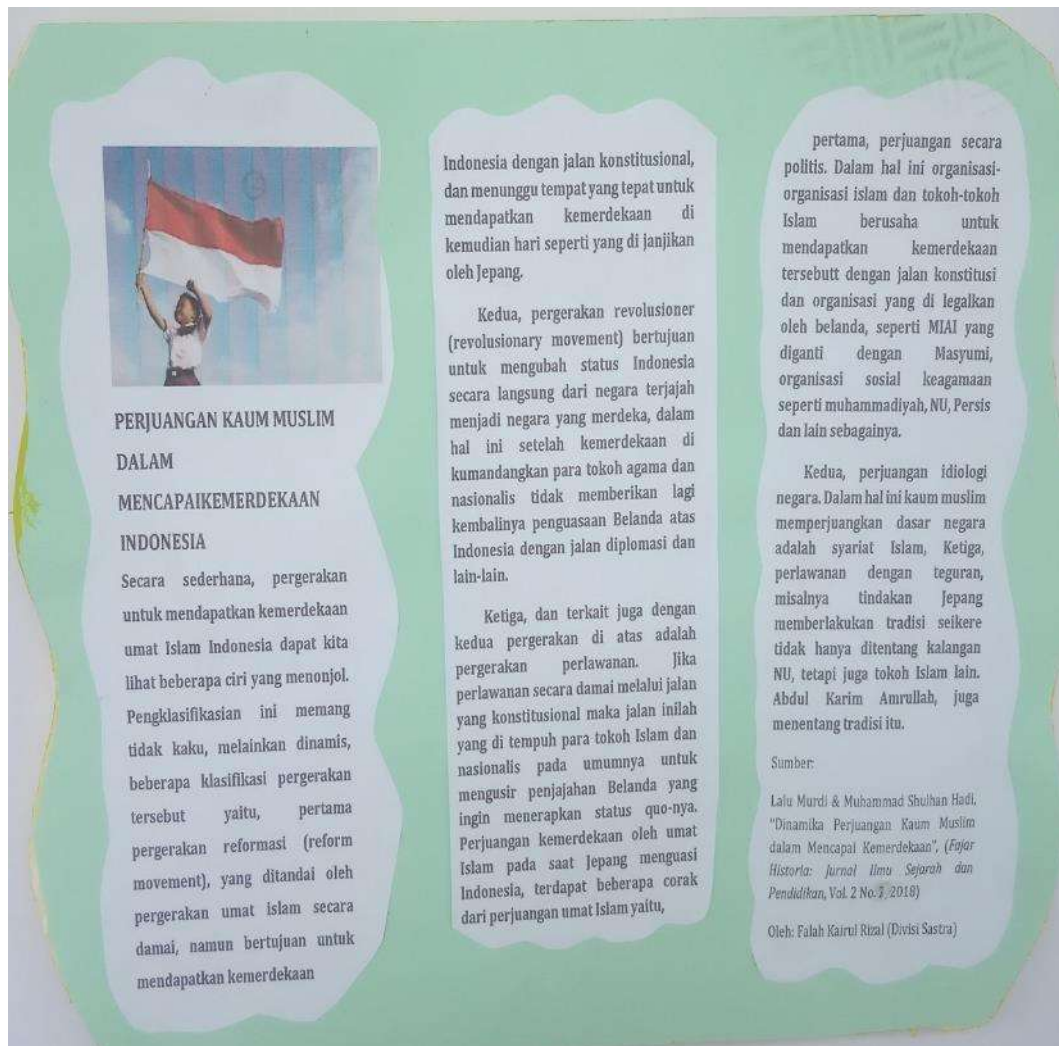 PERJUANGAN KAUM MUSLIM
DALAM
MENCAPAIKEMERDEKAAN
INDONESIA
Secara sederhana, pergerakan
untuk mendapatkan kemerdekaan
umat Islam Indonesia dapat kita
lihat beberapa ciri yang menonjol.
Pengklasifikasian ini memang
tidak kaku, melainkan dinamis,
beberapa klasifikasi pergerakan
tersebut yaitu, pertama
pergerakan reformasi (reform
movement), yang ditandai oleh
pergerakan umat islam secara
damai, namun bertujuan untuk
mendapatkan kemerdekaan
Indonesia dengan jalan konstitusional,
dan menunggu tempat yang tepat untuk
mendapatkan kemerdekaan di
kemudian hari seperti yang di janjikan
oleh Jepang.
Kedua, pergerakan revolusioner
(revolusionary movement) bertujuan
untuk mengubah status Indonesia
secara langsung dari negara terjajah
menjadi negara yang merdeka, dalam
hal ini setelah kemerdekaan di
kumandangkan para tokoh agama dan
nasionalis tidak memberikan lagi
kembalinya penguasaan Belanda atas
Indonesia dengan jalan diplomasi dan
lain-lain.
Ketiga, dan terkait juga dengan
kedua pergerakan di atas adalah
pergerakan perlawanan. Jika
perlawanan secara damai melalui jalan
yang konstitusional maka jalan inilah
yang di tempuh para tokoh Islam dan
nasionalis pada umumnya untuk
mengusir penjajahan Belanda yang
ingin menerapkan status quo-nya.
Perjuangan kemerdekaan oleh umat
Islam pada saat Jepang menguasi
Indonesia, terdapat beberapa corak
dari perjuangan umat Islam yaitu,
pertama, perjuangan secara
politis. Dalam hal ini organisasi-
organisasi islam dan tokoh-tokoh
Islam berusaha untuk
mendapatkan kemerdekaan
tersebutt dengan jalan konstitusi
dan organisasi yang di legalkan
oleh belanda, seperti MIAI yang
diganti dengan Masyumi,
organisasi sosial keagamaan
seperti muhammadiyah, NU, Persis
dan lain sebagainya.
Kedua, perjuangan idiologi
negara. Dalam hal ini kaum muslim
memperjuangkan dasar negara
adalah syariat Islam, Ketiga,
perlawanan dengan teguran,
misalnya tindakan Jepang
memberlakukan tradisi seikere
tidak hanya ditentang kalangan
NU, tetapi juga tokoh Islam lain.
Abdul Karim Amrullah, juga
menentang tradisi itu.
Sumber:
Lalu Murdi & Muhammad Shulhan Hadi,
"Dinamika Perjuangan Kaum Muslim
dalam Mencapai Kemerdekaan", (Fajar
Historia: Jurnal Ilmu Sejarah dan
Pendidikan, Vol. 2 No. 2018)
Oleh: Falah Kairul Rizal (Divisi Sastra)